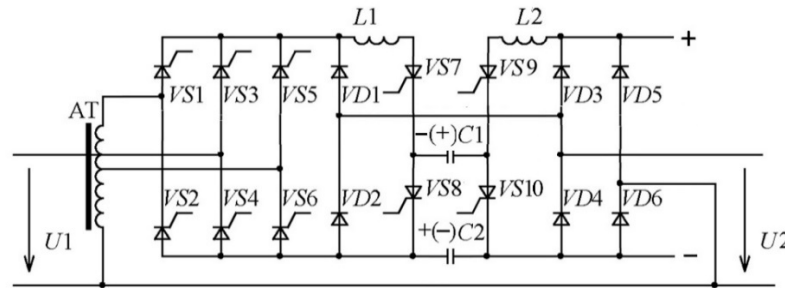 L1 L2
+
VS1 VS3 VS5 VD1 VS7 VS9 VD3 VD5
AT
−(+)C1
VS2 VS4 VS6 VD2 VS8 VS10 VD4 VD6
U1 +(−)C2 U2
−